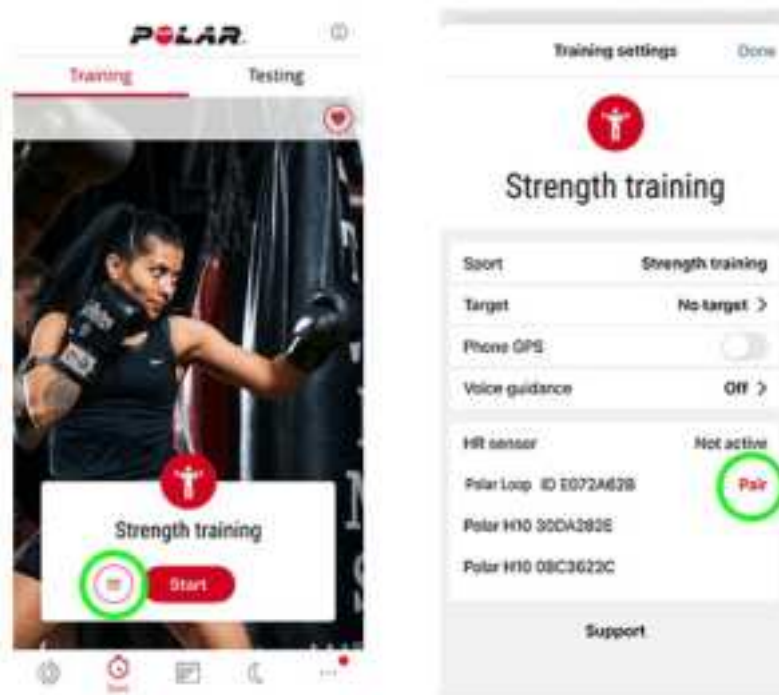 POLAR
Training Testing
Strength training
Start
Training settings Done
Strength training
Sport Strength training
Target No target >
Phone GPS
Voice guidance Off >
HR sensor Not active
Polar Loop ID E072A62B Pair
Polar H10 30DA282E
Polar H10 0BC3622C
Support